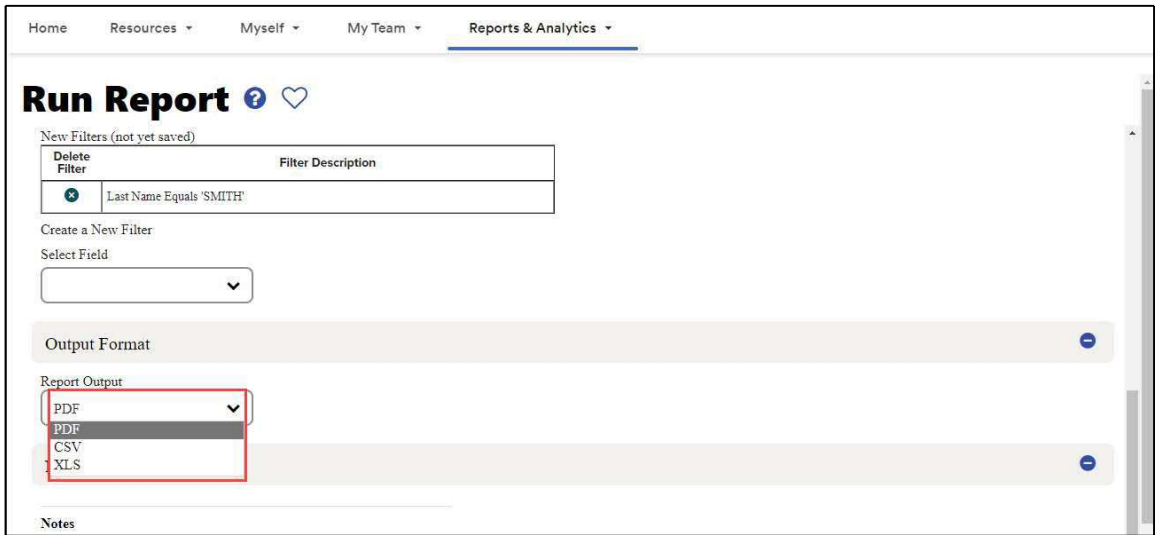 Home Resources Myself My Team Reports & Analytics
Run Report ?
New Filters (not yet saved)
Delete Filter Filter Description
Last Name Equals 'SMITH'
Create a New Filter
Select Field
Output Format
Report Output
PDF
PDF
CSV
XLS
Notes